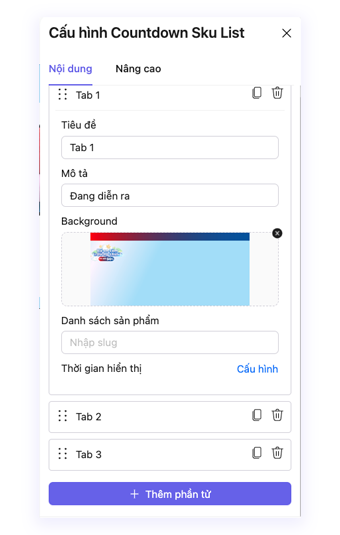 Cấu hình Countdown Sku List
Nội dung Nâng cao
Tab 1
Tiêu đề
Tab 1
Mô tả
Đang diễn ra
Background
Danh sách sản phẩm
Nhập slug
Thời gian hiển thị Cấu hình
Tab 2
Tab 3
Thêm phần tử